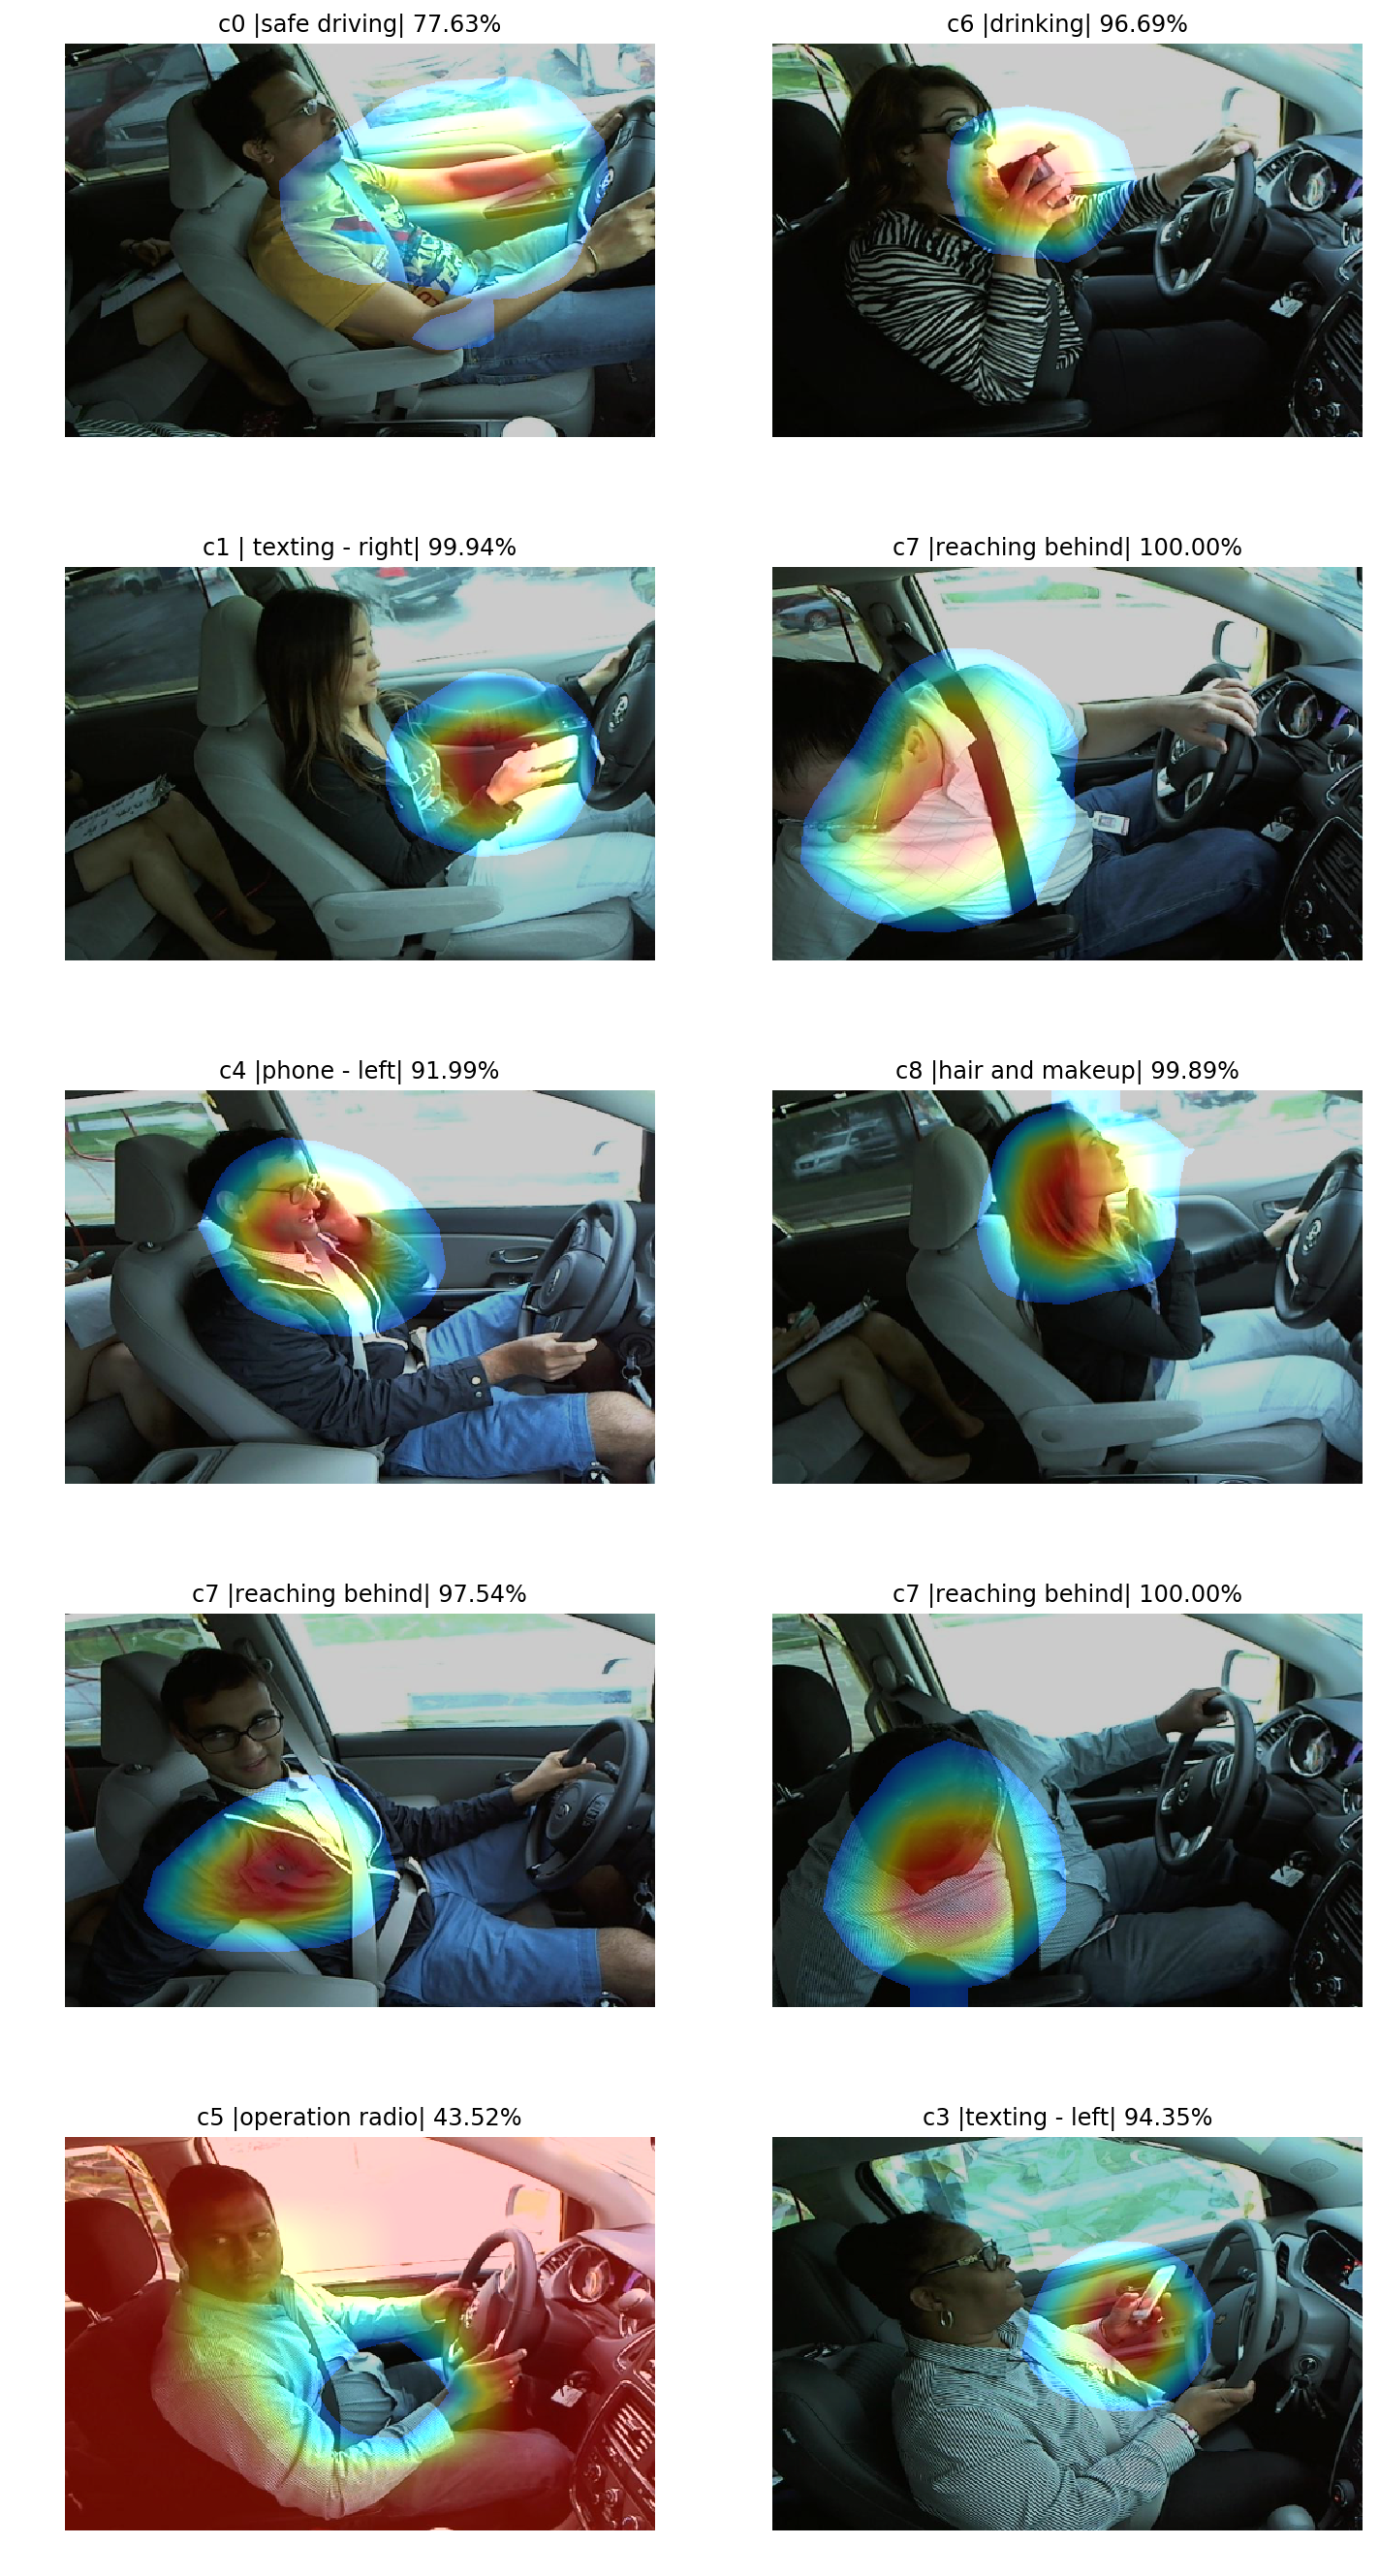 c0 |safe driving| 77.63%
c6 |drinking| 96.69%
c1 | texting - right| 99.94%
c7 |reaching behind| 100.00%
c4 |phone - left| 91.99%
c8 |hair and makeup| 99.89%
c7 |reaching behind| 97.54%
c7 |reaching behind| 100.00%
c5 |operation radio| 43.52%
c3 |texting - left| 94.35%